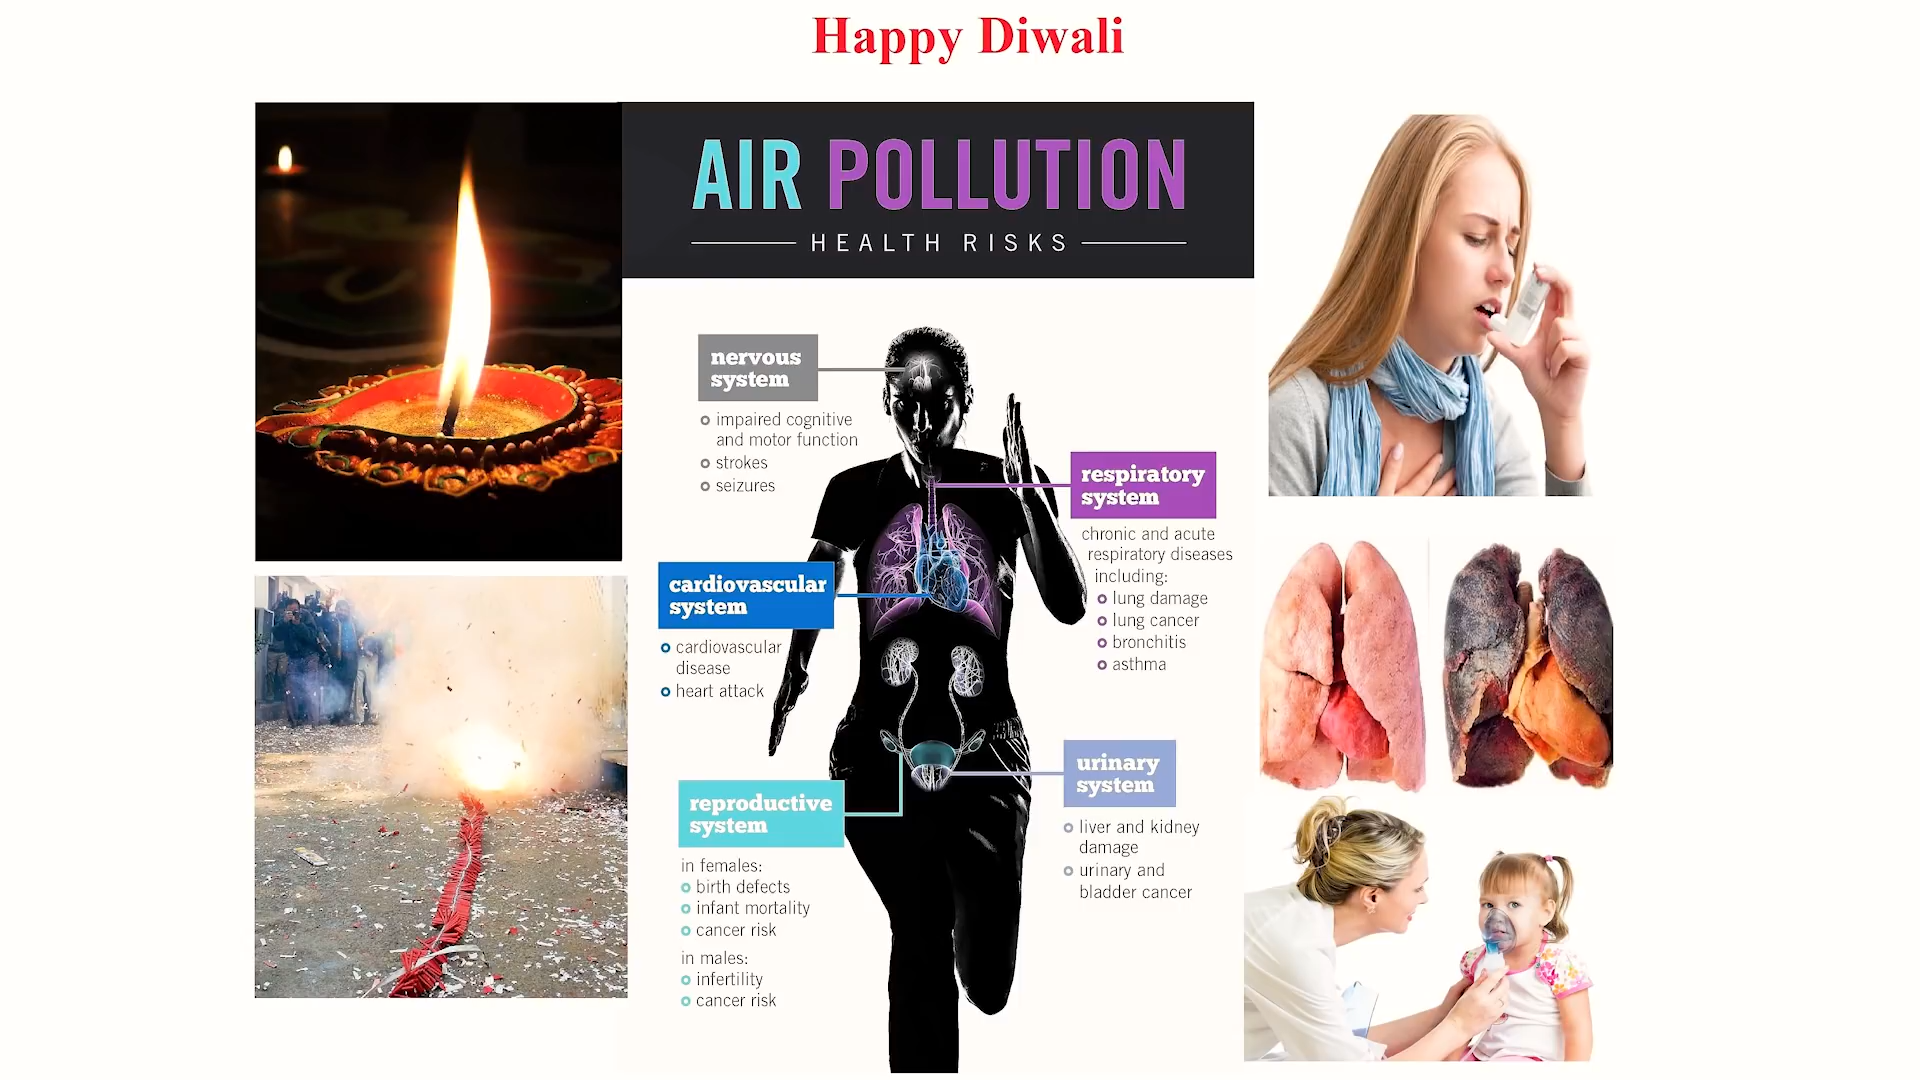 Happy Diwali
AIR POLLUTION
HEALTH RISKS
nervous
system
impaired cognitive
and motor function
strokes
seizures
respiratory
system
chronic and acute
respiratory diseases
including:
lung damage
lung cancer
bronchitis
asthma
cardiovascular
system
cardiovascular
disease
heart attack
urinary
system
liver and kidney
damage
urinary and
bladder cancer
reproductive
system
in females:
birth defects
infant mortality
cancer risk
in males:
infertility
cancer risk